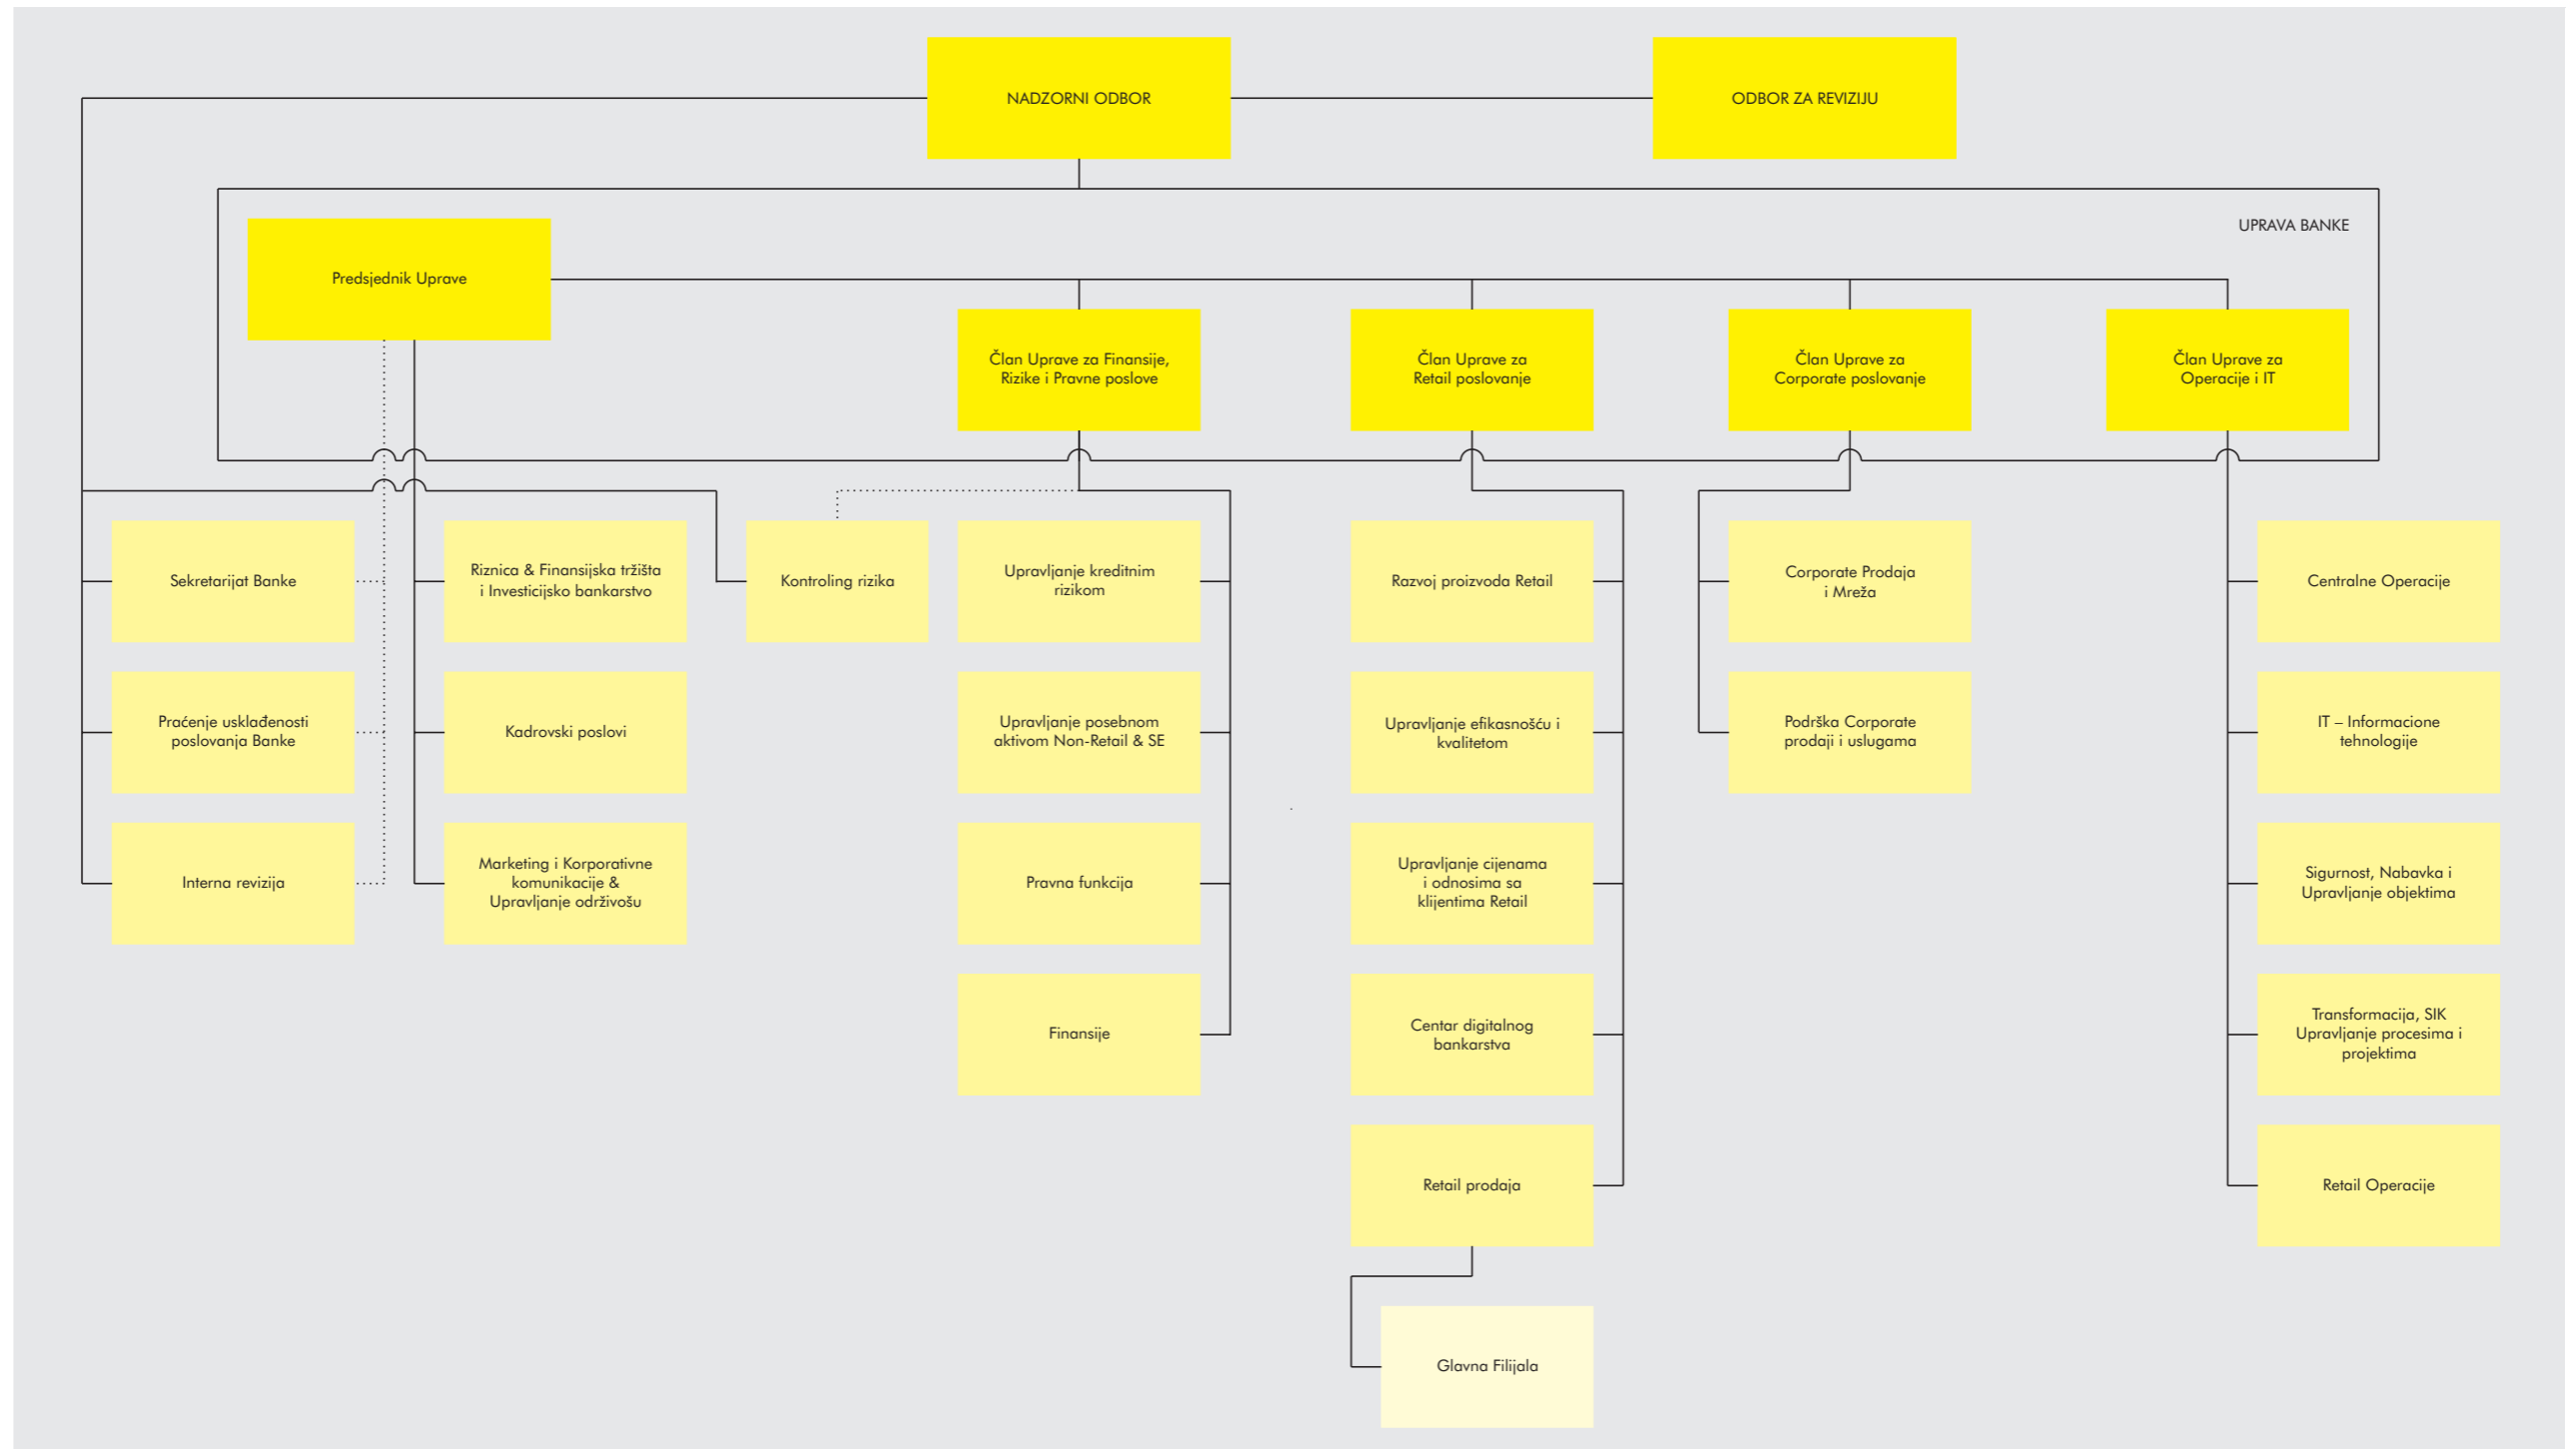 NADZORNI ODBOR
ODBOR ZA REVIZIJU
UPRAVA BANKE
Predsjednik Uprave
Član Uprave za Finansije,
Rizike i Pravne poslove
Član Uprave za
Retail poslovanje
Član Uprave za
Corporate poslovanje
Član Uprave za
Operacije i IT
Sekretarijat Banke
Riznica & Finansijska tržišta
i Investicijsko bankarstvo
Kontroling rizika
Upravljanje kreditnim
rizikom
Razvoj proizvoda Retail
Corporate Prodaja
i Mreža
Centralne Operacije
Praćenje usklađenosti
poslovanja Banke
Kadrovski poslovi
Upravljanje posebnom
aktivom Non-Retail & SE
Upravljanje efikasnošću i
kvalitetom
Podrška Corporate
prodaji i uslugama
IT – Informacione
tehnologije
Interna revizija
Marketing i Korporativne
komunikacije &
Upravljanje održivošu
Pravna funkcija
Upravljanje cijenama
i odnosima sa
klijentima Retail
Sigurnost, Nabavka i
Upravljanje objektima
Finansije
Centar digitalnog
bankarstva
Transformacija, SIK
Upravljanje procesima i
projektima
Retail prodaja
Retail Operacije
Glavna Filijala